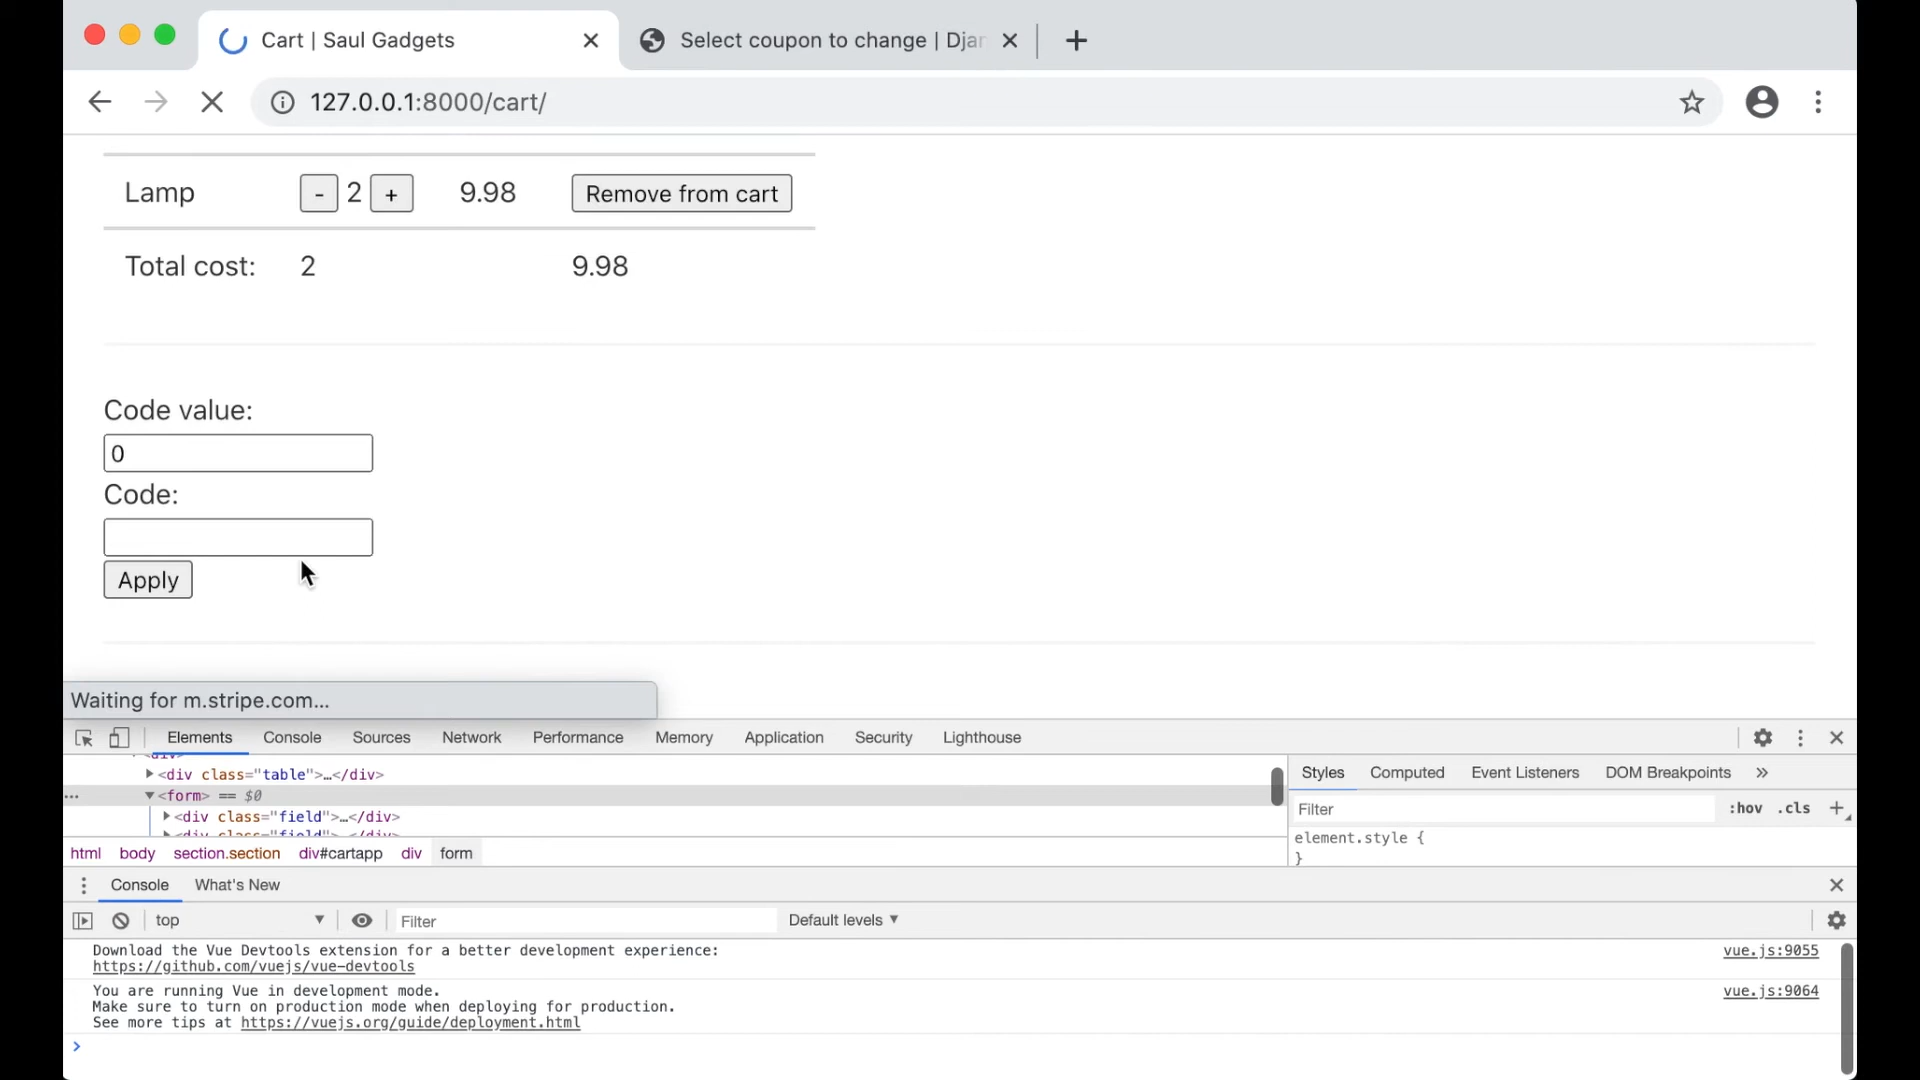 Cart | Saul Gadgets
Select coupon to change | Djan
127.0.0.1:8000/cart/
Lamp - 2 + 9.98 Remove from cart
Total cost: 2 9.98
Code value:
0
Code:
Apply
Waiting for m.stripe.com...
Elements Console Sources Network Performance Memory Application Security Lighthouse
<div class="table">…</div>
<form> == $0
<div class="field">…</div>
<div class="field">…</div>
html body section.section div#cartapp div form
Styles Computed Event Listeners DOM Breakpoints »
Filter :hov .cls +
element.style {
}
Console What's New
top Filter Default levels
Download the Vue Devtools extension for a better development experience: vue.js:9055
https://github.com/vuejs/vue-devtools
You are running Vue in development mode. vue.js:9064
Make sure to turn on production mode when deploying for production.
See more tips at https://vuejs.org/guide/deployment.html